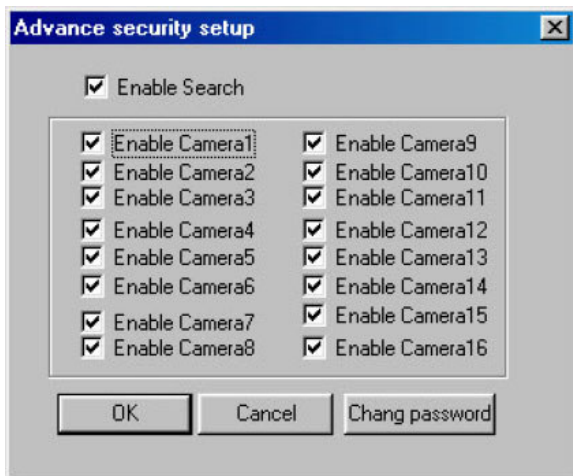 Advance security setup
Enable Search
Enable Camera1
Enable Camera2
Enable Camera3
Enable Camera4
Enable Camera5
Enable Camera6
Enable Camera7
Enable Camera8
Enable Camera9
Enable Camera10
Enable Camera11
Enable Camera12
Enable Camera13
Enable Camera14
Enable Camera15
Enable Camera16
OK
Cancel
Chang password